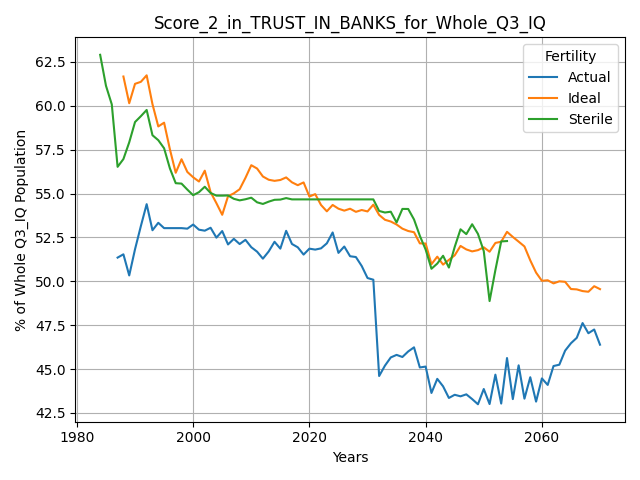 Score_2_in_TRUST_IN_BANKS_for_Whole_Q3_IQ
Fertility
Actual
Ideal
Sterile
% of Whole Q3_IQ Population
62.5
60.0
57.5
55.0
52.5
50.0
47.5
45.0
42.5
1980
2000
2020
2040
2060
Years